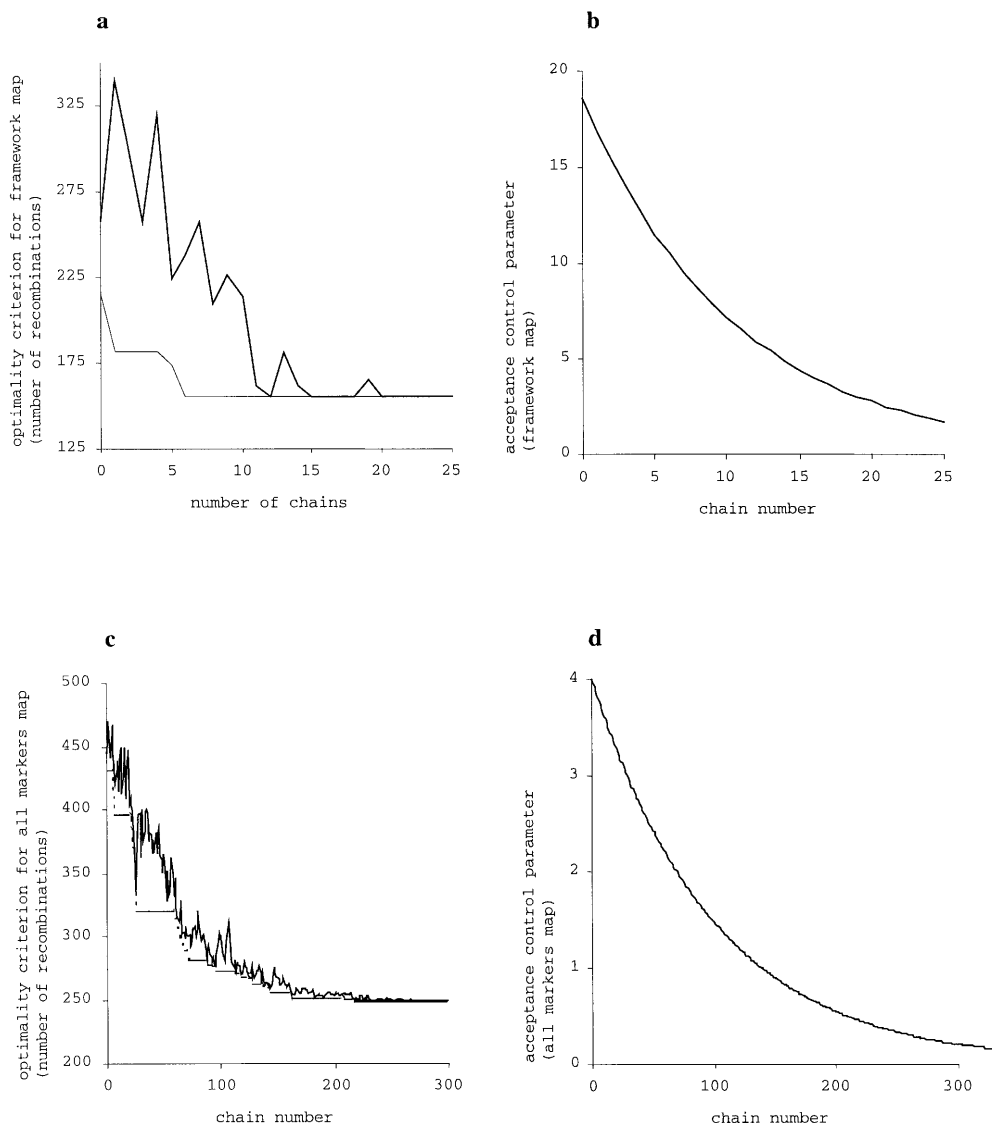 a
optimality criterion for framework map
(number of recombinations)
325
275
225
175
125
0 5 10 15 20 25
number of chains
b
acceptance control parameter
(framework map)
20
15
10
5
0
0 5 10 15 20 25
chain number
c
optimality criterion for all markers map
(number of recombinations)
500
450
400
350
300
250
200
0 100 200 300
chain number
d
acceptance control parameter
(all markers map)
4
3
2
1
0
0 100 200 300
chain number